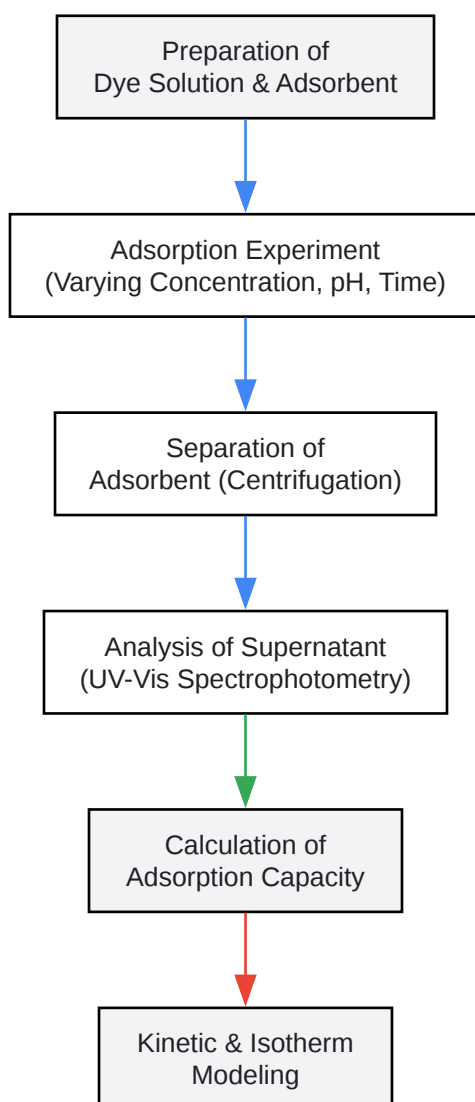 Preparation of
Dye Solution & Adsorbent
Adsorption Experiment
(Varying Concentration, pH, Time)
Separation of
Adsorbent (Centrifugation)
Analysis of Supernatant
(UV-Vis Spectrophotometry)
Calculation of
Adsorption Capacity
Kinetic & Isotherm
Modeling